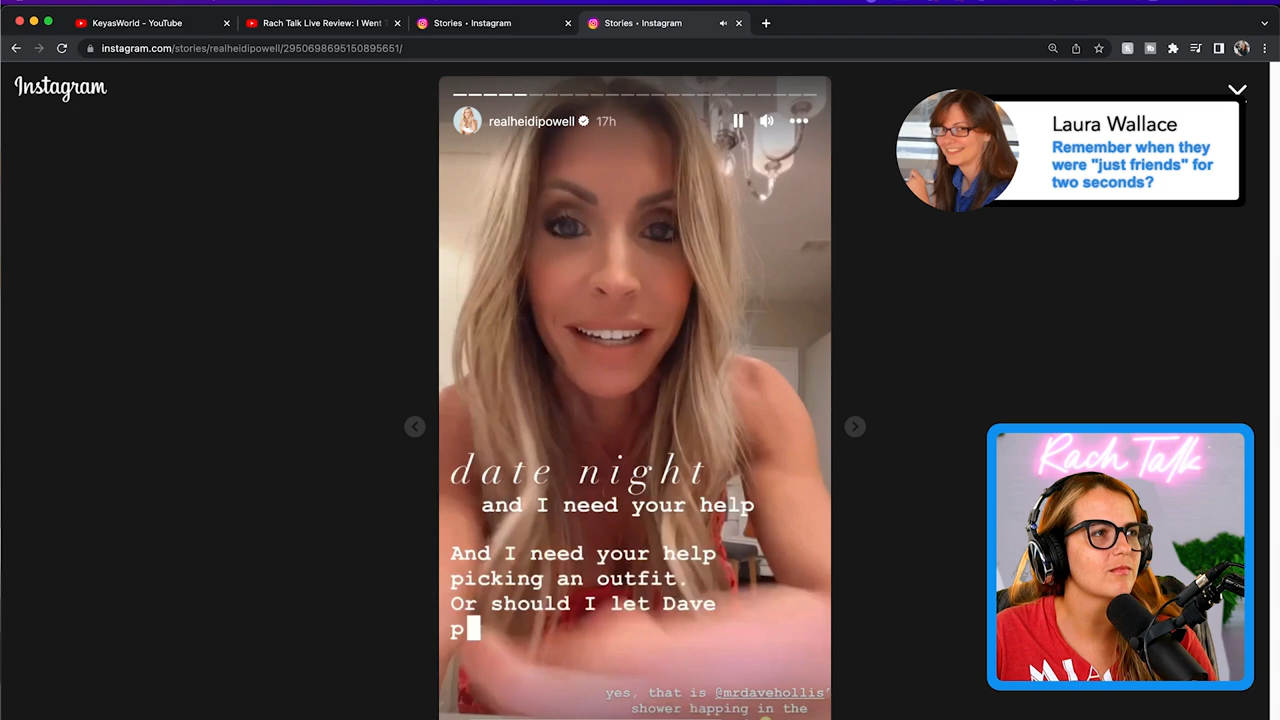 KeyasWorld - YouTube
Rach Talk Live Review: I Went T
Stories • Instagram
Stories • Instagram
instagram.com/stories/realheidipowell/2950698695150895651/
Instagram
realheidipowell 17h
Laura Wallace
Remember when they
were "just friends" for
two seconds?
date night
and I need your help
And I need your help
picking an outfit.
Or should I let Dave
p
yes, that is @mrdavehollis'
shower happing in the
Rach Talk